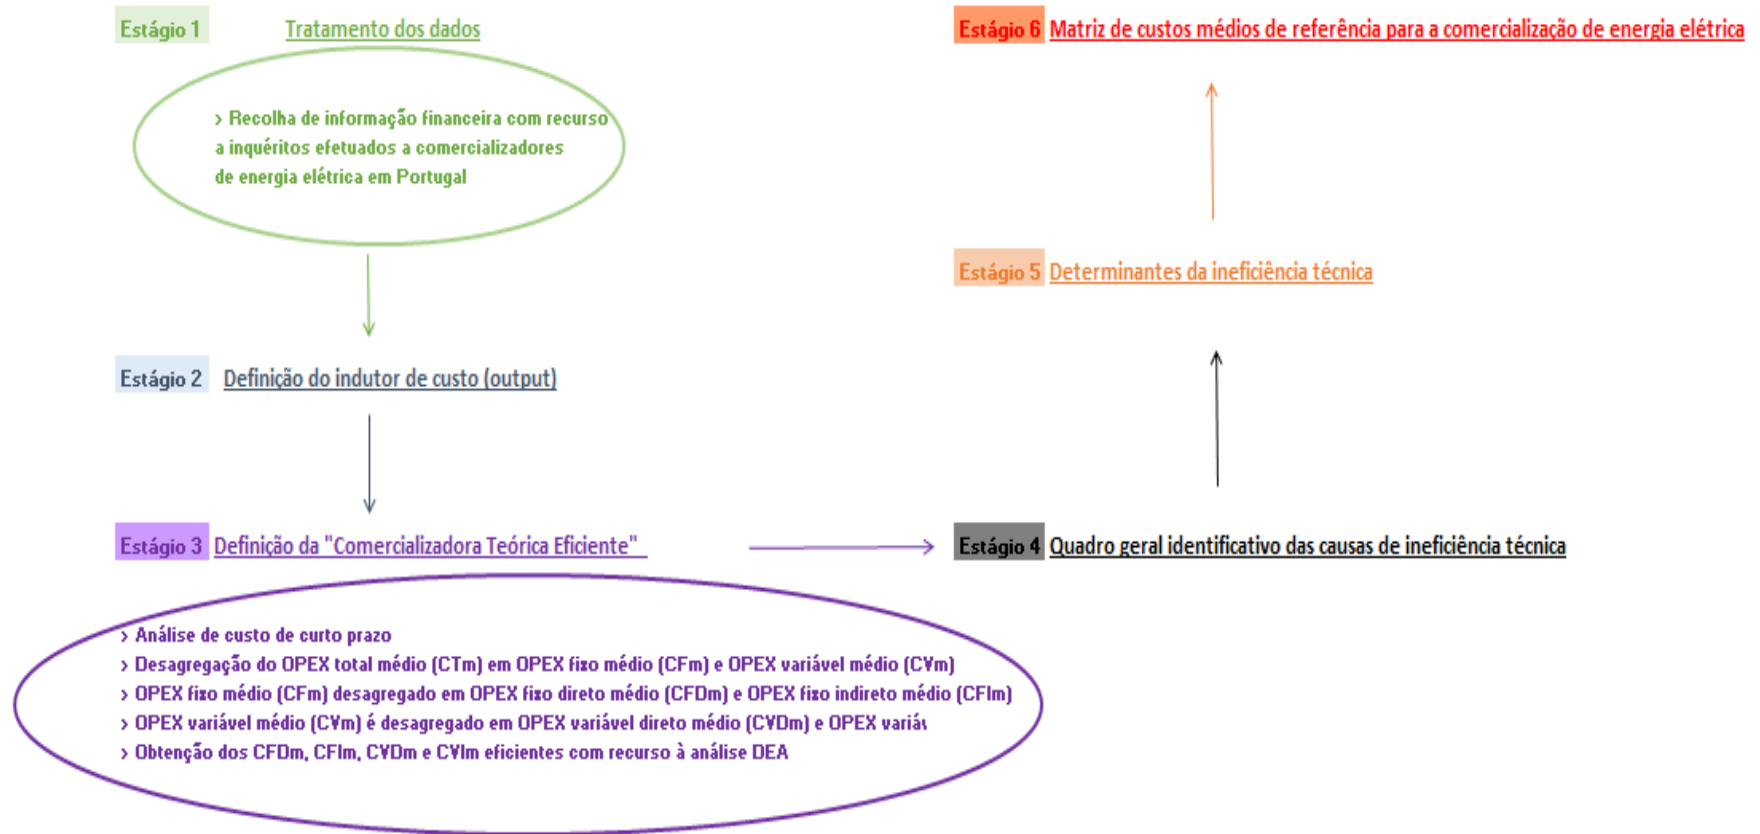 Estágio 1 Tratamento dos dados
> Recolha de informação financeira com recurso
a inquéritos efetuados a comercializadores
de energia elétrica em Portugal
Estágio 2 Definição do indutor de custo (output)
Estágio 3 Definição da "Comercializadora Teórica Eficiente"
> Análise de custo de curto prazo
> Desagregação do OPEX total médio (CTm) em OPEX fixo médio (CFm) e OPEX variável médio (CVm)
> OPEX fixo médio (CFm) desagregado em OPEX fixo direto médio (CFDm) e OPEX fixo indireto médio (CFIm)
> OPEX variável médio (CVm) é desagregado em OPEX variável direto médio (CVDm) e OPEX
> Obtenção dos CFDm, CFIm, CVDm e CVIm eficientes com recurso à análise DEA
Estágio 4 Quadro geral identificativo das causas de ineficiência técnica
Estágio 5 Determinantes da ineficiência técnica
Estágio 6 Matriz de custos médios de referência para a comercialização de energia elétrica